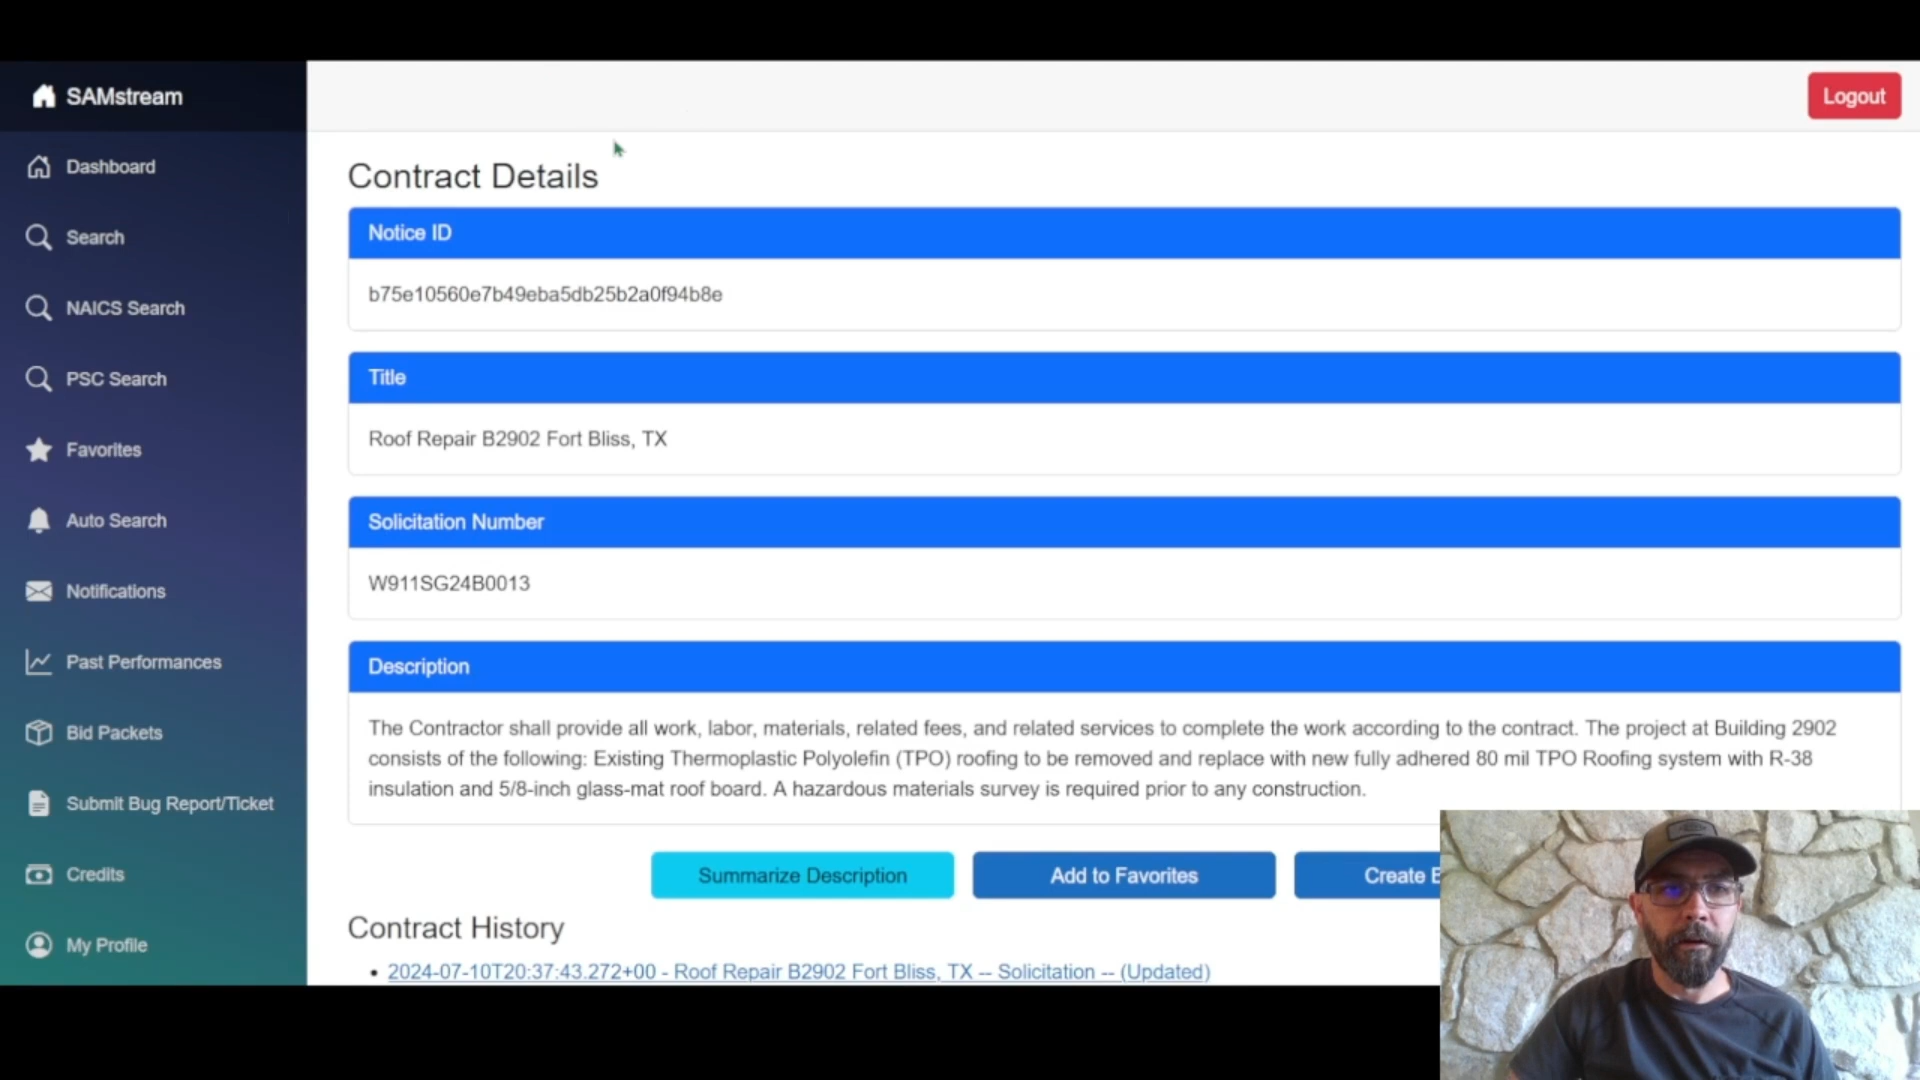 SAMstream
Logout
Dashboard
Search
NAICS Search
PSC Search
Favorites
Auto Search
Notifications
Past Performances
Bid Packets
Submit Bug Report/Ticket
Credits
My Profile
Contract Details
Notice ID
b75e10560e7b49eba5db25b2a0f94b8e
Title
Roof Repair B2902 Fort Bliss, TX
Solicitation Number
W911SG24B0013
Description
The Contractor shall provide all work, labor, materials, related fees, and related services to complete the work according to the contract. The project at Building 2902
consists of the following: Existing Thermoplastic Polyolefin (TPO) roofing to be removed and replace with new fully adhered 80 mil TPO Roofing system with R-38
insulation and 5/8-inch glass-mat roof board. A hazardous materials survey is required prior to any construction.
Summarize Description
Add to Favorites
Create
Contract History
• 2024-07-10T20:37:43.272+00 - Roof Repair B2902 Fort Bliss, TX -- Solicitation -- (Updated)